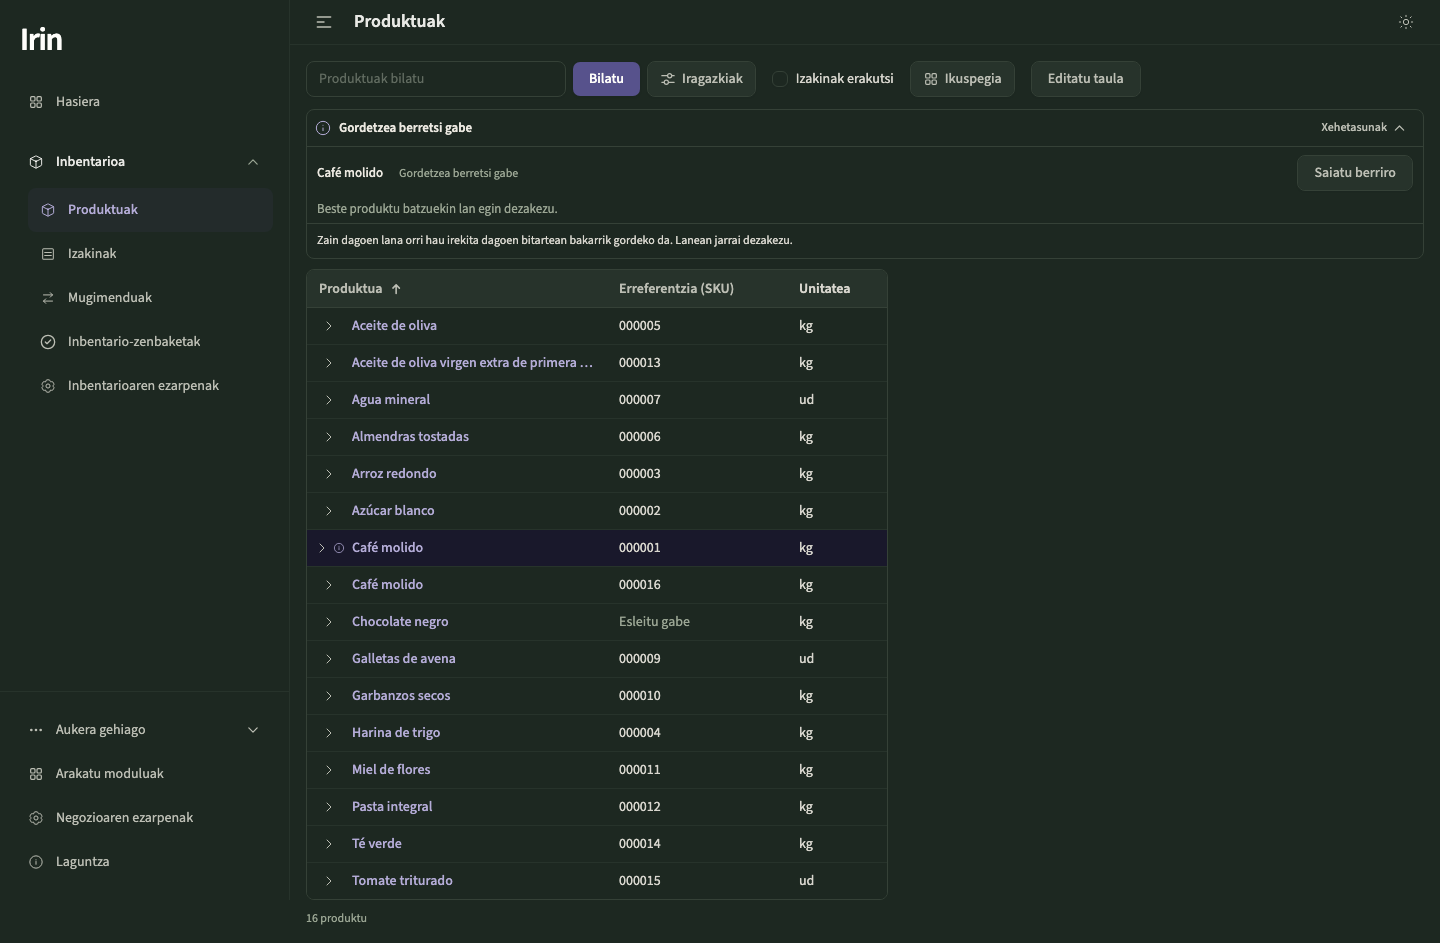 Irin
Hasiera
Inbentarioa
Produktuak
Izakinak
Mugimenduak
Inbentario-zenbaketak
Inbentarioaren ezarpenak
Aukera gehiago
Arakatu moduluak
Negozioaren ezarpenak
Laguntza
Produktuak
Produktuak bilatu
Bilatu
Iragazkiak
Izakinak erakutsi
Ikuspegia
Editatu taula
Gordetzea berretsi gabe
Xehetasunak
Café molido Gordetzea berretsi gabe
Saiatu berriro
Beste produktu batzuekin lan egin dezakezu.
Zain dagoen lana orri hau irekita dagoen bitartean bakarrik gordeko da. Lanean jarrai dezakezu.
Produktua Erreferentzia (SKU) Unitatea
Aceite de oliva 000005 kg
Aceite de oliva virgen extra de primera ... 000013 kg
Agua mineral 000007 ud
Almendras tostadas 000006 kg
Arroz redondo 000003 kg
Azúcar blanco 000002 kg
Café molido 000001 kg
Café molido 000016 kg
Chocolate negro Esleitu gabe kg
Galletas de avena 000009 ud
Garbanzos secos 000010 kg
Harina de trigo 000004 kg
Miel de flores 000011 kg
Pasta integral 000012 kg
Té verde 000014 kg
Tomate triturado 000015 ud
16 produktu